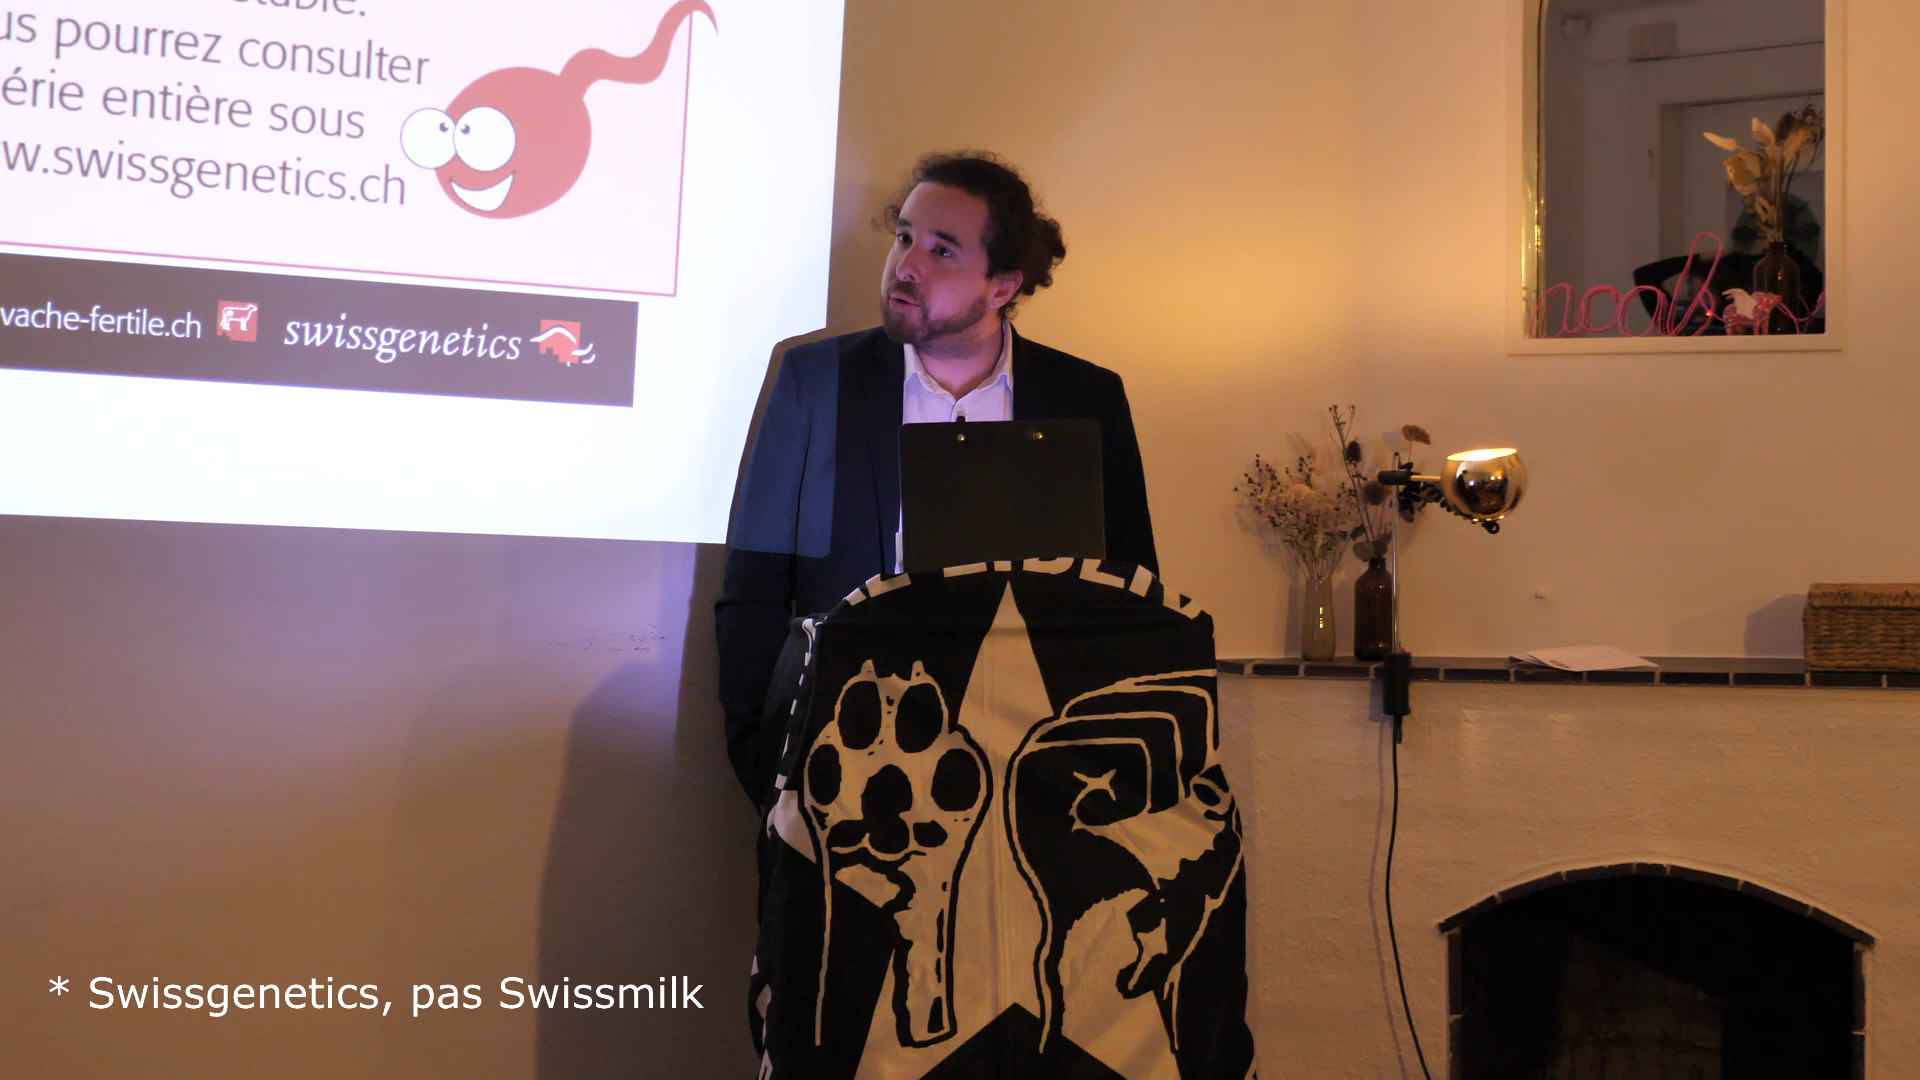 us pourrez consulter
érie entière sous
w.swissgenetics.ch
vache-fertile.ch swissgenetics
* Swissgenetics, pas Swissmilk